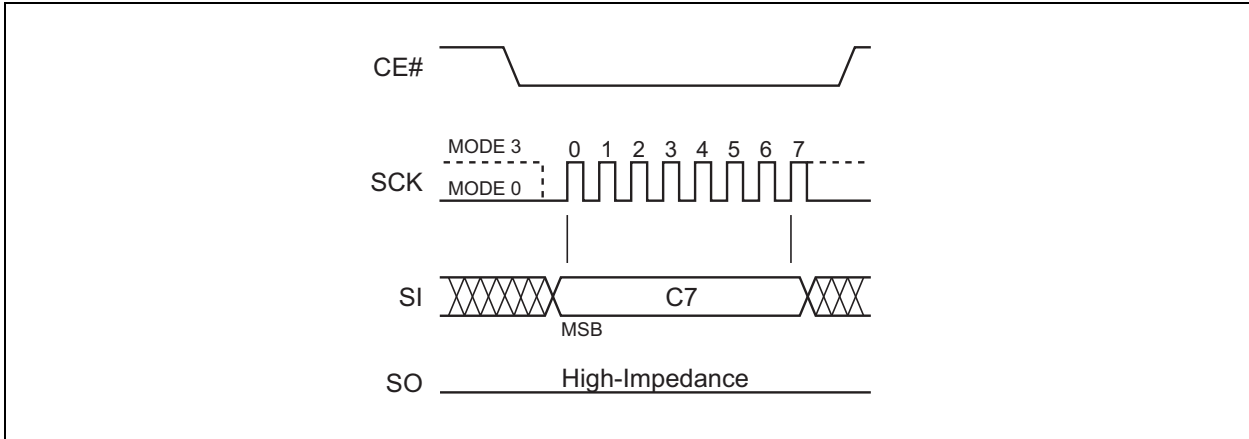 CE#
MODE 3
0 1 2 3 4 5 6 7
SCK
MODE 0
SI
C7
MSB
SO
High-Impedance